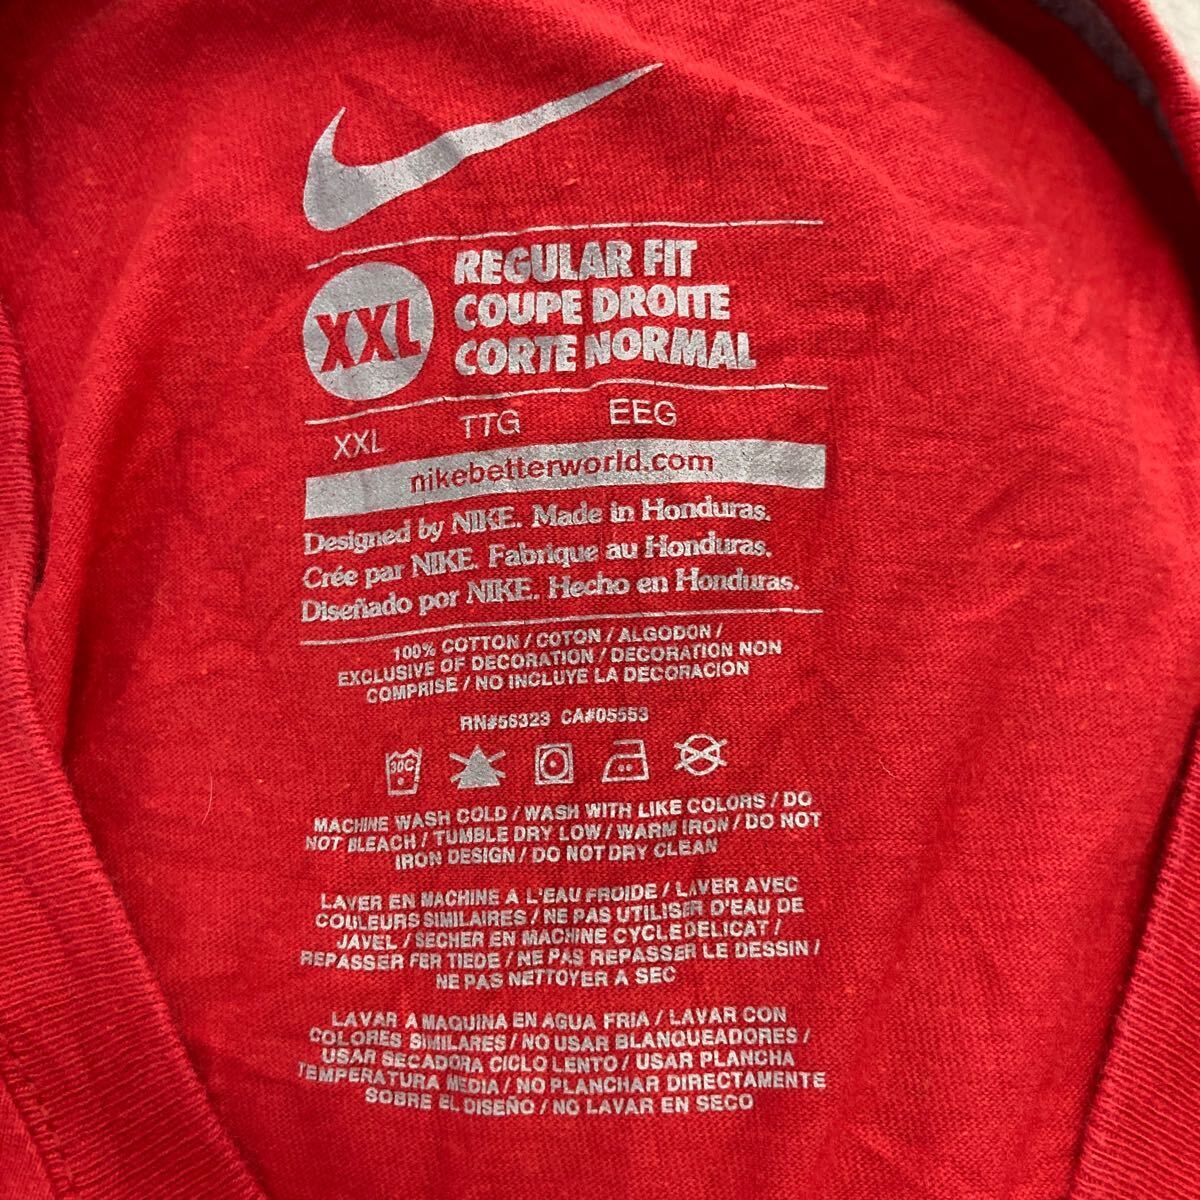 XXL
REGULAR FIT
COUPE DROITE
CORTE NORMAL
XXL TTG EEG
nikebetterworld.com
Designed by NIKE. Made in Honduras.
Crée par NIKE. Fabrique au Honduras.
Diseñado por NIKE. Hecho en Honduras.
100% COTTON / COTON / ALGODON /
EXCLUSIVE OF DECORATION / DECORATION NON
COMPRISE / NO INCLUYE LA DECORACION
RN#56323 CA#05553
30C
MACHINE WASH COLD / WASH WITH LIKE COLORS / DO
NOT BLEACH / TUMBLE DRY LOW / WARM IRON / DO NOT
IRON DESIGN / DO NOT DRY CLEAN
LAVER EN MACHINE A L'EAU FROIDE / LAVER AVEC
COULEURS SIMILAIRES / NE PAS UTILISER D'EAU DE
JAVEL / SECHER EN MACHINE CYCLE DELICAT /
REPASSER FER TIEDE / NE PAS REPASSER LE DESSIN /
NE PAS NETTOYER A SEC
LAVAR A MAQUINA EN AGUA FRIA / LAVAR CON
COLORES SIMILARES / NO USAR BLANQUEADORES /
USAR SECADORA CICLO LENTO / USAR PLANCHA
TEMPERATURA MEDIA / NO PLANCHAR DIRECTAMENTE
SOBRE EL DISEÑO / NO LAVAR EN SECO